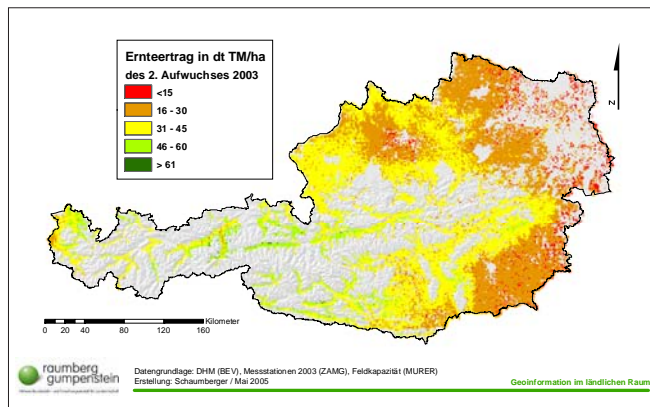 Ernteertrag in dt TM/ha
des 2. Aufwuchses 2003
<15
16 - 30
31 - 45
46 - 60
> 61
N
Kilometer
0 10 20 40 80 120 160
raumberg
gumpenstein
Datengrundlage: DHM (BEV), Messstationen 2003 (ZAMG), Feldkapazität (MURER)
Erstellung: Schaumberger / Mai 2005
Geoinformation im ländlichen Raum